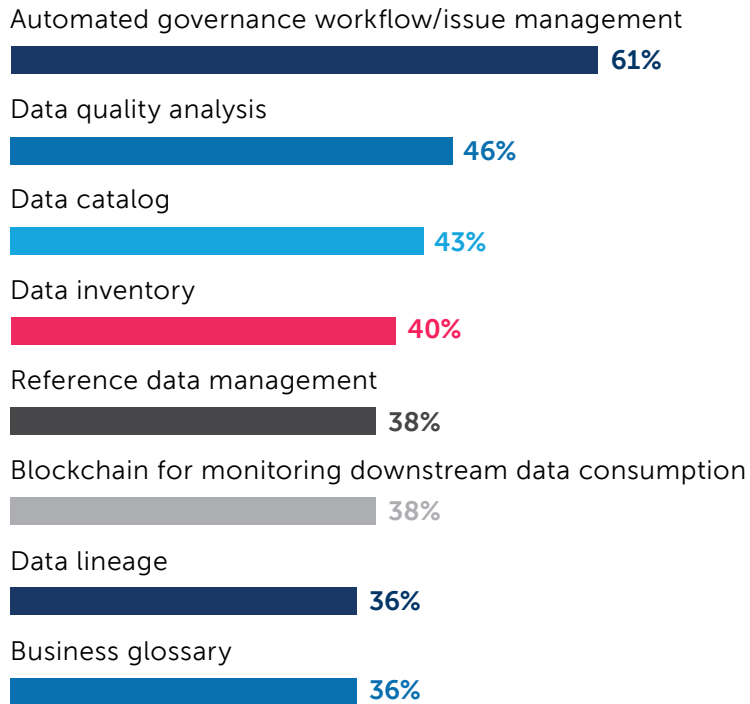 Automated governance workflow/issue management
61%
Data quality analysis
46%
Data catalog
43%
Data inventory
40%
Reference data management
38%
Blockchain for monitoring downstream data consumption
38%
Data lineage
36%
Business glossary
36%